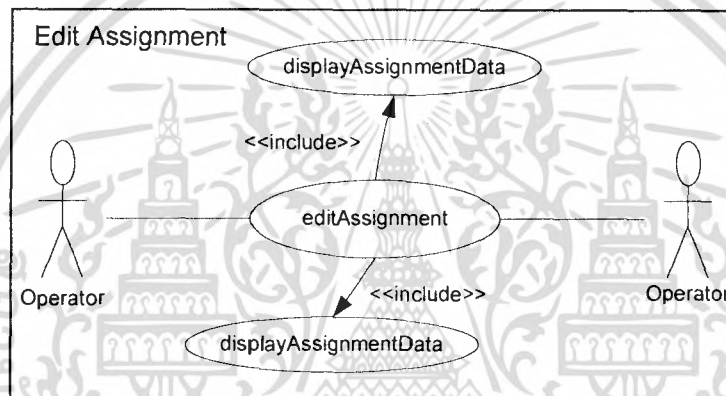 Edit Assignment
displayAssignmentData
<<include>>
editAssignment
<<include>>
Operator
Operator
displayAssignmentData